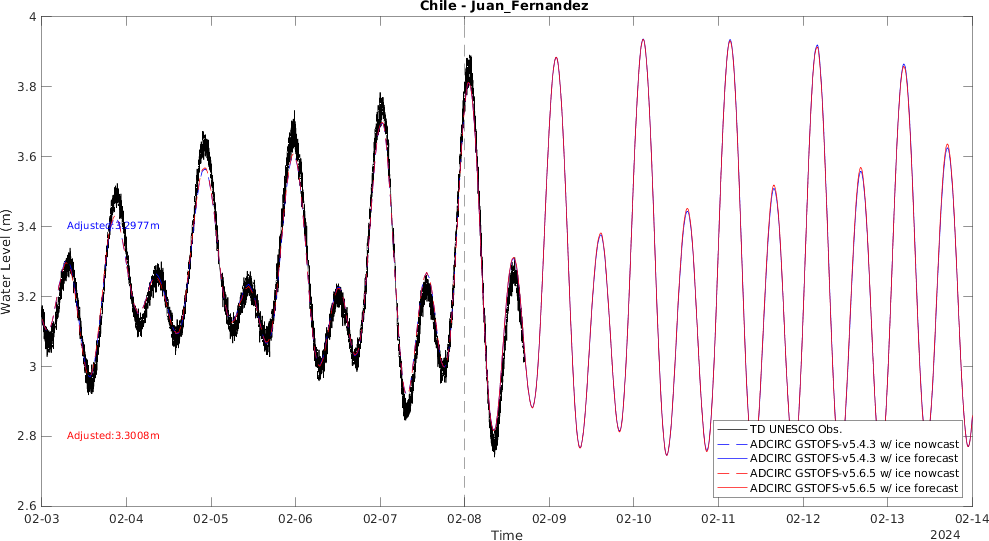 Chile - Juan_Fernandez
Water Level (m)
4
3.8
3.6
3.4
3.2
3
2.8
2.6
Adjusted:3.2977m
Adjusted:3.3008m
TD UNESCO Obs.
ADCIRC GSTOFS-v5.4.3 w/ ice nowcast
ADCIRC GSTOFS-v5.4.3 w/ ice forecast
ADCIRC GSTOFS-v5.6.5 w/ ice nowcast
ADCIRC GSTOFS-v5.6.5 w/ ice forecast
02-03 02-04 02-05 02-06 02-07 02-08 02-09 02-10 02-11 02-12 02-13 02-14
Time
2024